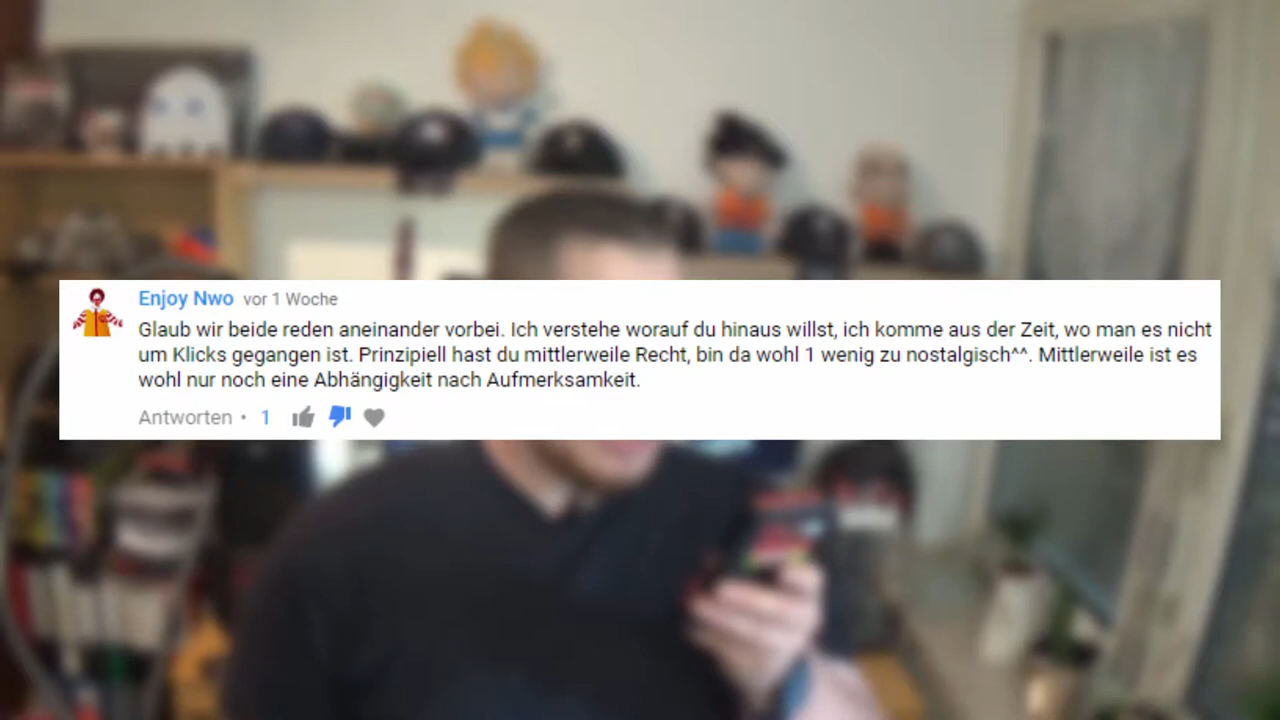 Enjoy Nwo vor 1 Woche
Glaub wir beide reden aneinander vorbei. Ich verstehe worauf du hinaus willst, ich komme aus der Zeit, wo man es nicht
um Klicks gegangen ist. Prinzipiell hast du mittlerweile Recht, bin da wohl 1 wenig zu nostalgisch^^. Mittlerweile ist es
wohl nur noch eine Abhängigkeit nach Aufmerksamkeit.
Antworten • 1